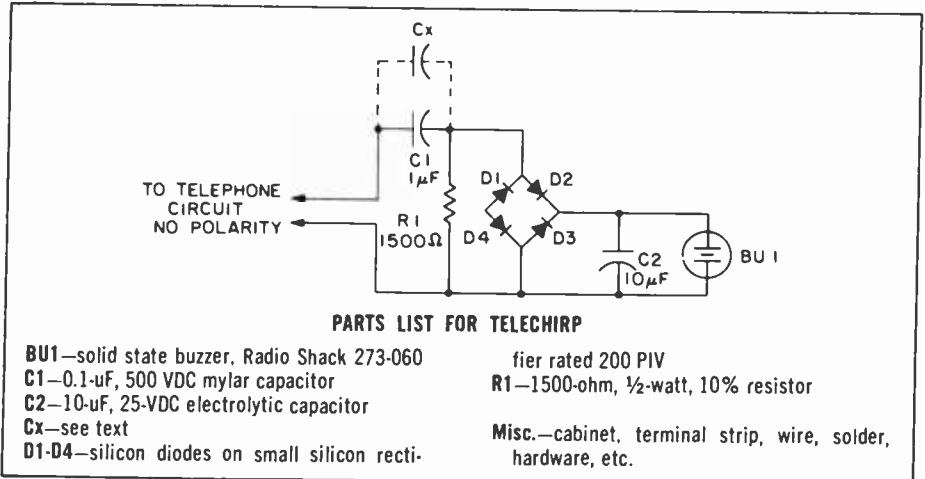 Cx
C1
1µF
D1 D2
TO TELEPHONE
CIRCUIT
NO POLARITY
R1
1500Ω
D4 D3
C2
10µF
BU 1
PARTS LIST FOR TELECHIRP
BU1—solid state buzzer, Radio Shack 273-060
C1—0.1-uF, 500 VDC mylar capacitor
C2—10-uF, 25-VDC electrolytic capacitor
Cx—see text
D1-D4—silicon diodes on small silicon recti-
fier rated 200 PIV
R1—1500-ohm, ½-watt, 10% resistor
Misc.—cabinet, terminal strip, wire, solder,
hardware, etc.